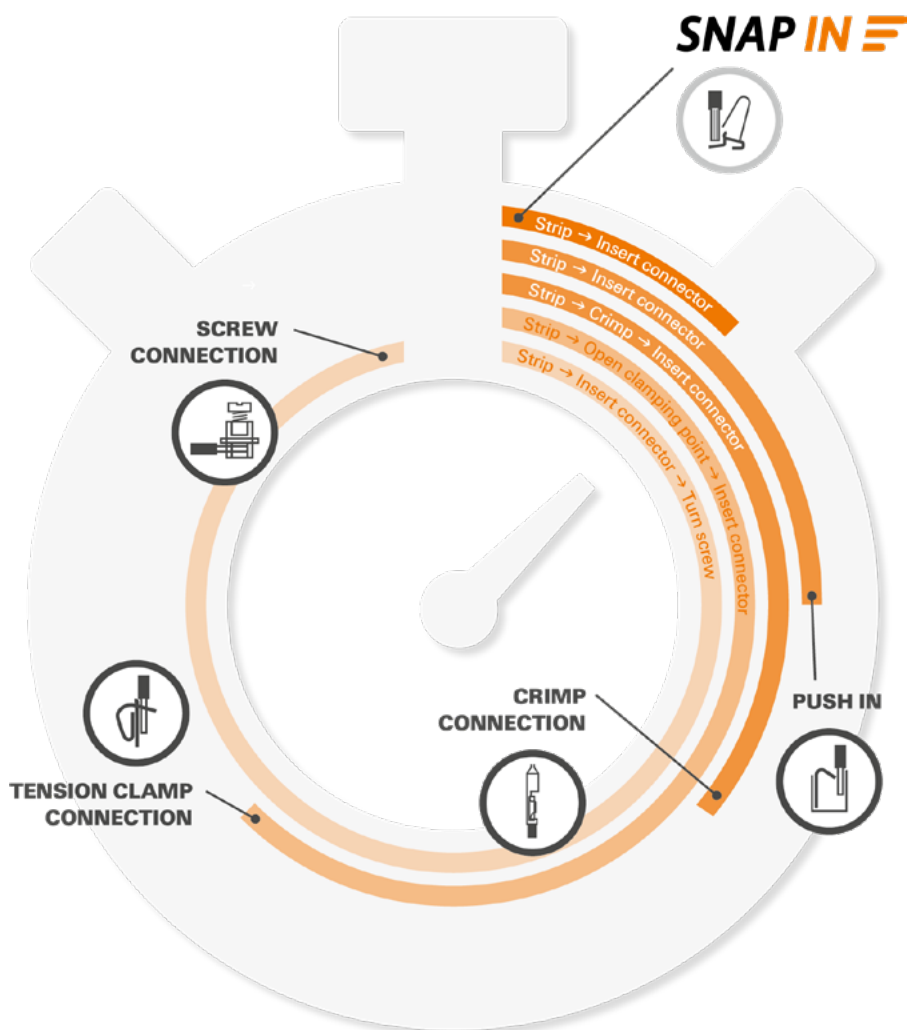 SNAP IN
Strip → Insert connector
Strip → Insert connector
Strip → Crimp → Insert connector
Strip → Open clamping point → Insert connector
Strip → Insert connector → Turn screw
SCREW
CONNECTION
CRIMP
CONNECTION
PUSH IN
TENSION CLAMP
CONNECTION